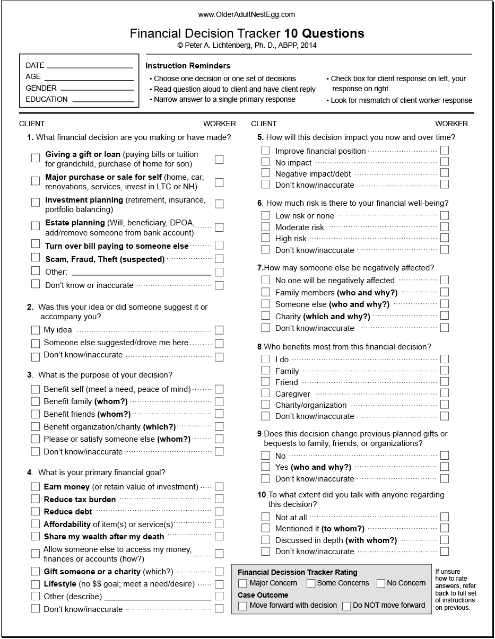 www.OlderAdultNestEgg.com
Financial Decision Tracker 10 Questions
© Peter A. Lichtenberg, Ph. D., ABPP, 2014
DATE
AGE
GENDER
EDUCATION
Instruction Reminders
• Choose one decision or one set of decisions
• Read question aloud to client and have client reply
• Narrow answer to a single primary response
• Check box for client response on left, your
response on right
• Look for mismatch of client worker response
CLIENT WORKER
1. What financial decision are you making or have made?
Giving a gift or loan (paying bills or tuition
for grandchild, purchase of home for son)
Major purchase or sale for self (home, car,
renovations, services, invest in LTC or NH)
Investment planning (retirement, insurance,
portfolio balancing)
Estate planning (Will, beneficiary, DPOA,
add/remove someone from bank account)
Turn over bill paying to someone else
Scam, Fraud, Theft (suspected)
Other:
Don't know or inaccurate
2. Was this your idea or did someone suggest it or
accompany you?
My idea
Someone else suggested/drove me here
Don't know/inaccurate
3. What is the purpose of your decision?
Benefit self (meet a need, peace of mind)
Benefit family (whom?)
Benefit friends (whom?)
Benefit organization/charity (which?)
Please or satisfy someone else (whom?)
Don't know/inaccurate
4. What is your primary financial goal?
Earn money (or retain value of investment)
Reduce tax burden
Reduce debt
Affordability of item(s) or service(s)
Share my wealth after my death
Allow someone else to access my money,
finances or accounts (how?)
Gift someone or a charity (which?)
Lifestyle (no $$ goal; meet a need/desire)
Other (describe)
Don't know/inaccurate
CLIENT WORKER
5. How will this decision impact you now and over time?
Improve financial position
No impact
Negative impact/debt
Don't know/inaccurate
6. How much risk is there to your financial well-being?
Low risk or none
Moderate risk
High risk
Don't know/inaccurate
7.How may someone else be negatively affected?
No one will be negatively affected
Family members (who and why?)
Someone else (who and why?)
Charity (which and why?)
Don't know/inaccurate
8.Who benefits most from this financial decision?
I do
Family
Friend
Caregiver
Charity/organization
Don't know/inaccurate
9.Does this decision change previous planned gifts or
bequests to family, friends, or organizations?
No
Yes (who and why?)
Don't know/inaccurate
10.To what extent did you talk with anyone regarding
this decision?
Not at all
Mentioned it (to whom?)
Discussed in depth (with whom?)
Don't know/inaccurate
Financial Decission Tracker Rating
Major Concern Some Concerns No Concern
Case Outcome
Move forward with decision Do NOT move forward
If unsure
how to rate
answers, refer
back to full set
of instructions
on previous.